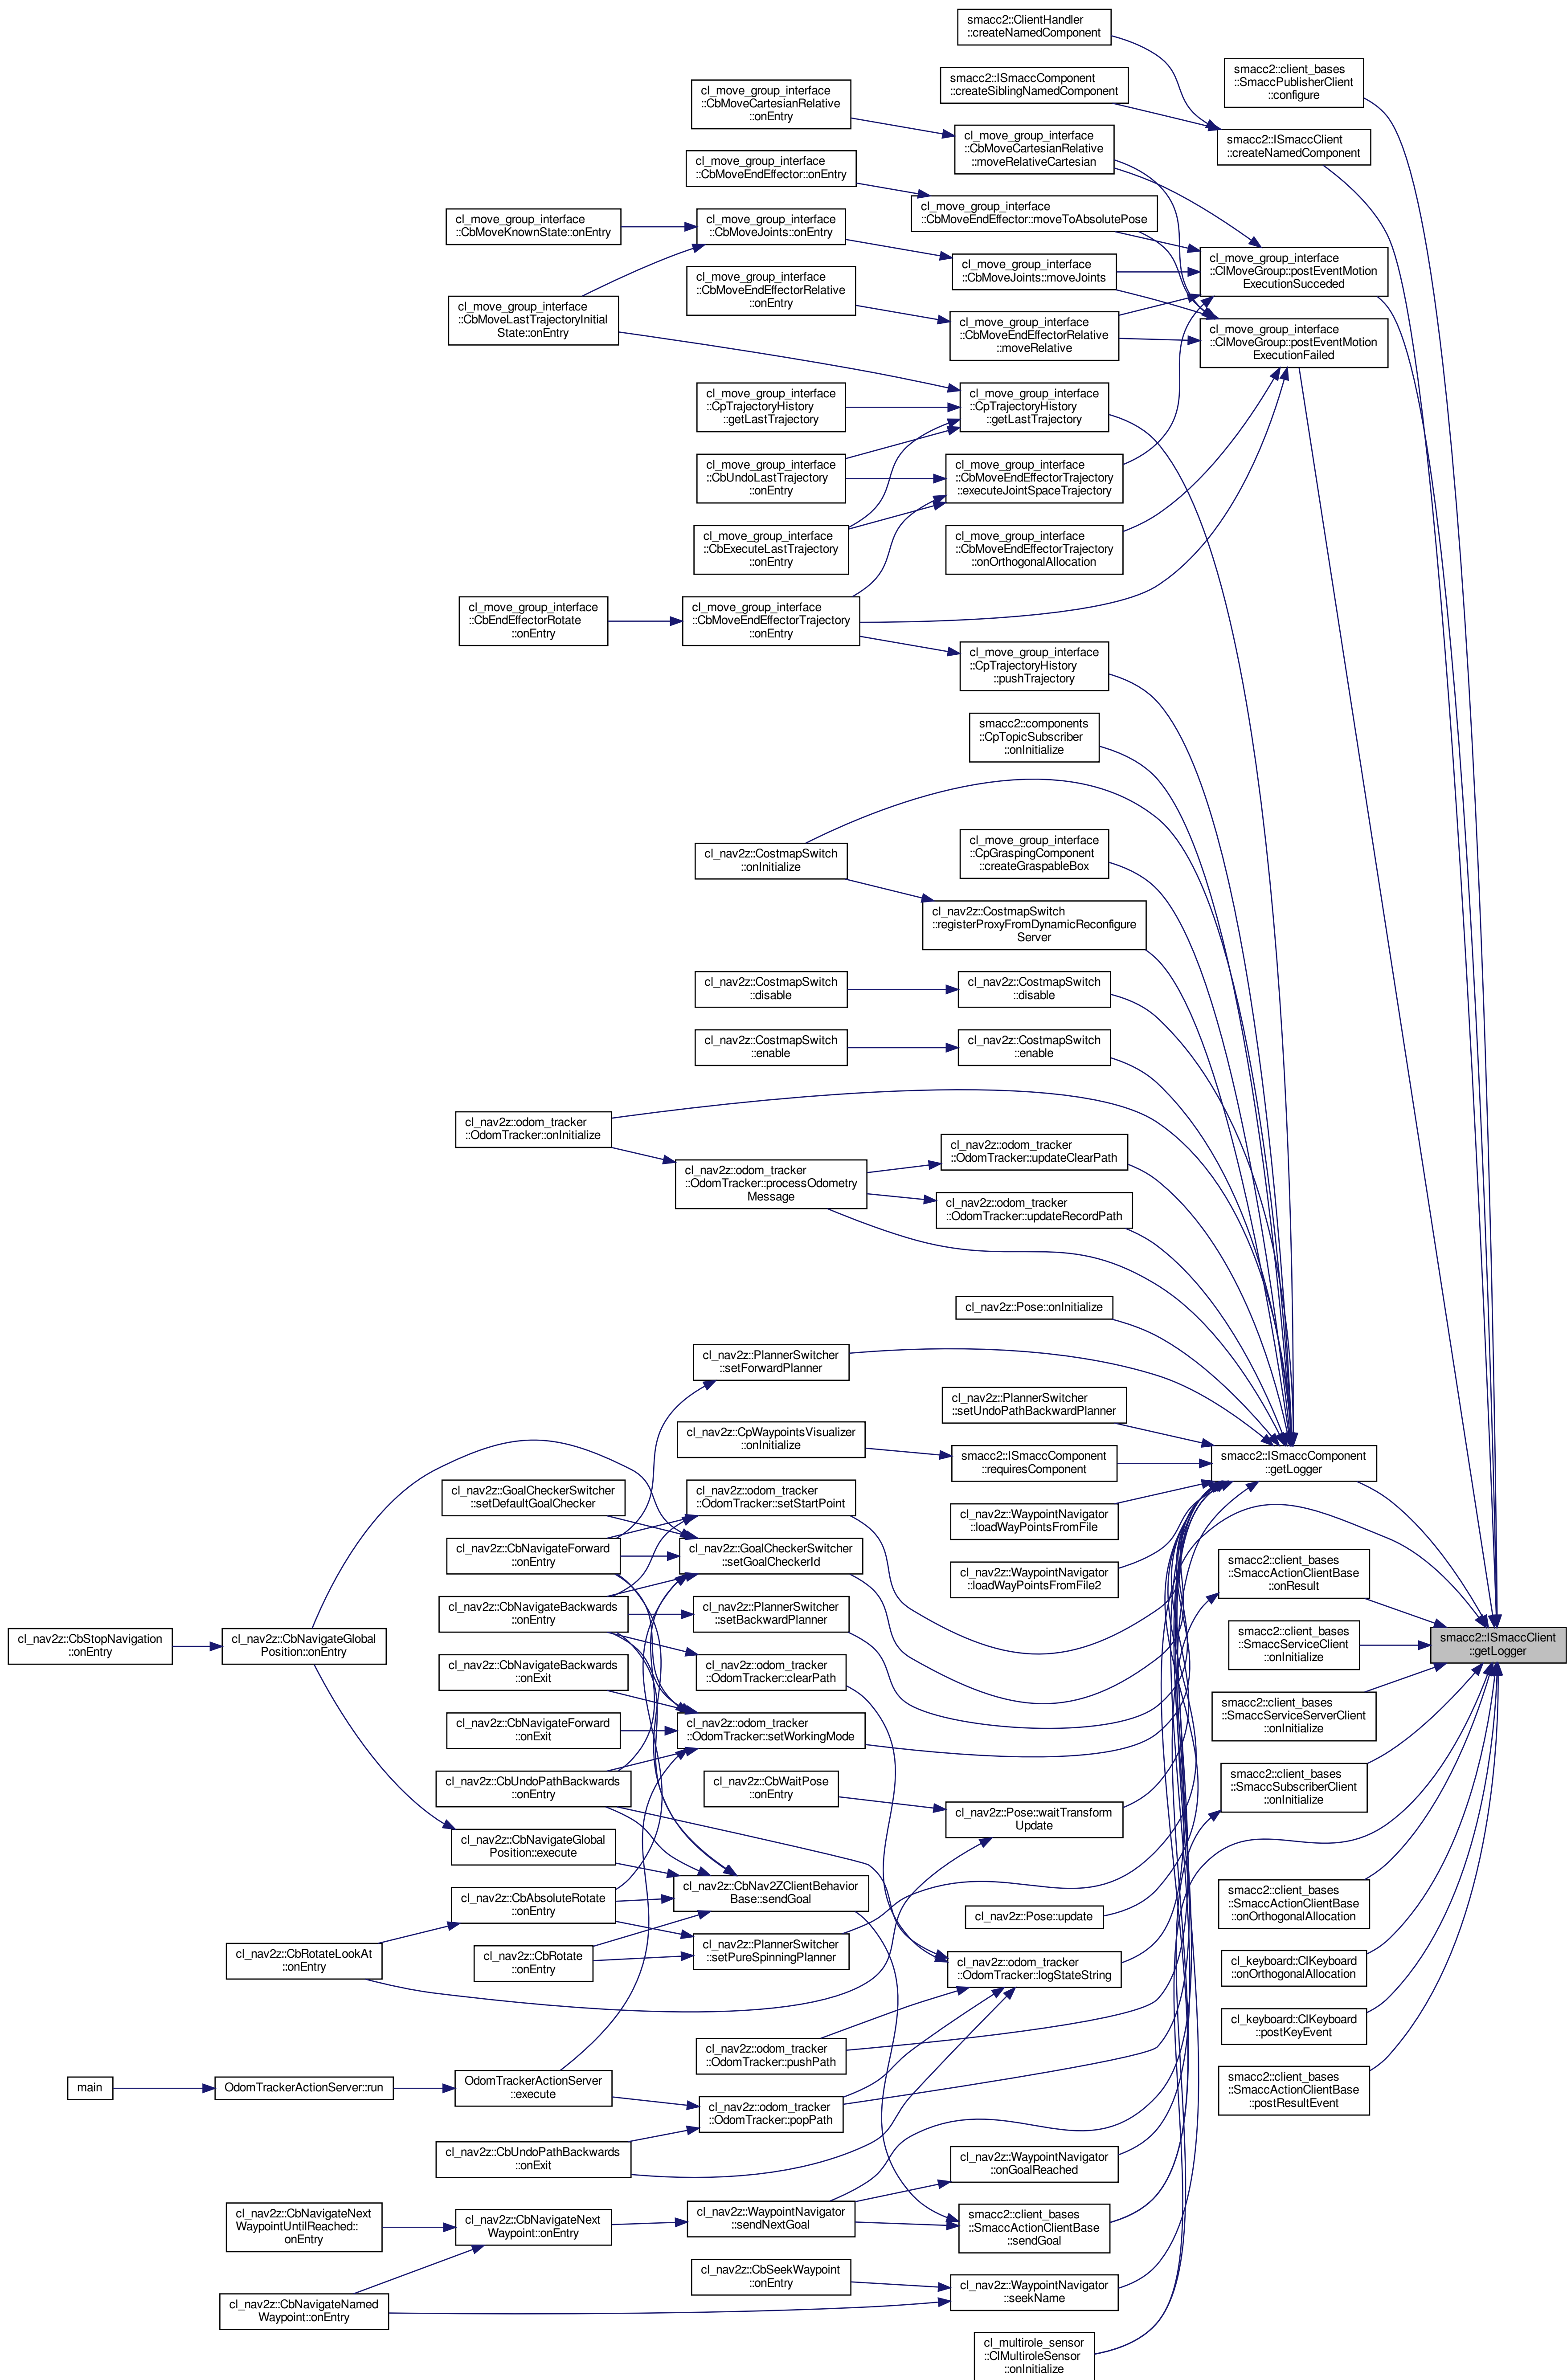 smacc2::ClientHandler
::createNamedComponent
smacc2::client_bases
::SmaccPublisherClient
::configure
smacc2::ISmaccComponent
::createSiblingNamedComponent
cl_move_group_interface
::CbMoveCartesianRelative
::onEntry
cl_move_group_interface
::CbMoveCartesianRelative
::moveRelativeCartesian
smacc2::ISmaccClient
::createNamedComponent
cl_move_group_interface
::CbMoveEndEffector::onEntry
cl_move_group_interface
::CbMoveEndEffector::moveToAbsolutePose
cl_move_group_interface
::CbMoveKnownState::onEntry
cl_move_group_interface
::CbMoveJoints::onEntry
cl_move_group_interface
::CbMoveJoints::moveJoints
cl_move_group_interface
::ClMoveGroup::postEventMotion
ExecutionSucceded
cl_move_group_interface
::CbMoveEndEffectorRelative
::onEntry
cl_move_group_interface
::CbMoveLastTrajectoryInitial
State::onEntry
cl_move_group_interface
::CbMoveEndEffectorRelative
::moveRelative
cl_move_group_interface
::ClMoveGroup::postEventMotion
ExecutionFailed
cl_move_group_interface
::CpTrajectoryHistory
::getLastTrajectory
cl_move_group_interface
::CpTrajectoryHistory
::getLastTrajectory
cl_move_group_interface
::CbUndoLastTrajectory
::onEntry
cl_move_group_interface
::CbMoveEndEffectorTrajectory
::executeJointSpaceTrajectory
cl_move_group_interface
::CbExecuteLastTrajectory
::onEntry
cl_move_group_interface
::CbMoveEndEffectorTrajectory
::onOrthogonalAllocation
cl_move_group_interface
::CbEndEffectorRotate
::onEntry
cl_move_group_interface
::CbMoveEndEffectorTrajectory
::onEntry
cl_move_group_interface
::CpTrajectoryHistory
::pushTrajectory
smacc2::components
::CpTopicSubscriber
::onInitialize
cl_nav2z::CostmapSwitch
::onInitialize
cl_move_group_interface
::CpGraspingComponent
::createGraspableBox
cl_nav2z::CostmapSwitch
::registerProxyFromDynamicReconfigure
Server
cl_nav2z::CostmapSwitch
::disable
cl_nav2z::CostmapSwitch
::disable
cl_nav2z::CostmapSwitch
::enable
cl_nav2z::CostmapSwitch
::enable
cl_nav2z::odom_tracker
::OdomTracker::onInitialize
cl_nav2z::odom_tracker
::OdomTracker::processOdometry
Message
cl_nav2z::odom_tracker
::OdomTracker::updateClearPath
cl_nav2z::odom_tracker
::OdomTracker::updateRecordPath
cl_nav2z::Pose::onInitialize
cl_nav2z::PlannerSwitcher
::setForwardPlanner
cl_nav2z::PlannerSwitcher
::setUndoPathBackwardPlanner
cl_nav2z::CpWaypointsVisualizer
::onInitialize
smacc2::ISmaccComponent
::requiresComponent
smacc2::ISmaccComponent
::getLogger
cl_nav2z::GoalCheckerSwitcher
::setDefaultGoalChecker
cl_nav2z::odom_tracker
::OdomTracker::setStartPoint
cl_nav2z::WaypointNavigator
::loadWayPointsFromFile
cl_nav2z::CbNavigateForward
::onEntry
cl_nav2z::GoalCheckerSwitcher
::setGoalCheckerId
cl_nav2z::WaypointNavigator
::loadWayPointsFromFile2
smacc2::client_bases
::SmaccActionClientBase
::onResult
cl_nav2z::CbStopNavigation
::onEntry
cl_nav2z::CbNavigateGlobal
Position::onEntry
cl_nav2z::CbNavigateBackwards
::onEntry
cl_nav2z::PlannerSwitcher
::setBackwardPlanner
smacc2::client_bases
::SmaccServiceClient
::onInitialize
smacc2::ISmaccClient
::getLogger
cl_nav2z::CbNavigateBackwards
::onExit
cl_nav2z::odom_tracker
::OdomTracker::clearPath
smacc2::client_bases
::SmaccServiceServerClient
::onInitialize
cl_nav2z::CbNavigateForward
::onExit
cl_nav2z::odom_tracker
::OdomTracker::setWorkingMode
cl_nav2z::CbUndoPathBackwards
::onEntry
cl_nav2z::CbWaitPose
::onEntry
cl_nav2z::Pose::waitTransform
Update
smacc2::client_bases
::SmaccSubscriberClient
::onInitialize
cl_nav2z::CbNavigateGlobal
Position::execute
cl_nav2z::CbAbsoluteRotate
::onEntry
cl_nav2z::CbNav2ZClientBehavior
Base::sendGoal
cl_nav2z::Pose::update
smacc2::client_bases
::SmaccActionClientBase
::onOrthogonalAllocation
cl_nav2z::CbRotateLookAt
::onEntry
cl_nav2z::CbRotate
::onEntry
cl_nav2z::PlannerSwitcher
::setPureSpinningPlanner
cl_nav2z::odom_tracker
::OdomTracker::logStateString
cl_keyboard::ClKeyboard
::onOrthogonalAllocation
cl_nav2z::odom_tracker
::OdomTracker::pushPath
cl_keyboard::ClKeyboard
::postKeyEvent
main
OdomTrackerActionServer::run
OdomTrackerActionServer
::execute
cl_nav2z::odom_tracker
::OdomTracker::popPath
smacc2::client_bases
::SmaccActionClientBase
::postResultEvent
cl_nav2z::CbUndoPathBackwards
::onExit
cl_nav2z::WaypointNavigator
::onGoalReached
cl_nav2z::CbNavigateNext
WaypointUntilReached::
onEntry
cl_nav2z::CbNavigateNext
Waypoint::onEntry
cl_nav2z::WaypointNavigator
::sendNextGoal
smacc2::client_bases
::SmaccActionClientBase
::sendGoal
cl_nav2z::CbSeekWaypoint
::onEntry
cl_nav2z::CbNavigateNamed
Waypoint::onEntry
cl_nav2z::WaypointNavigator
::seekName
cl_multirole_sensor
::ClMultiroleSensor
::onInitialize